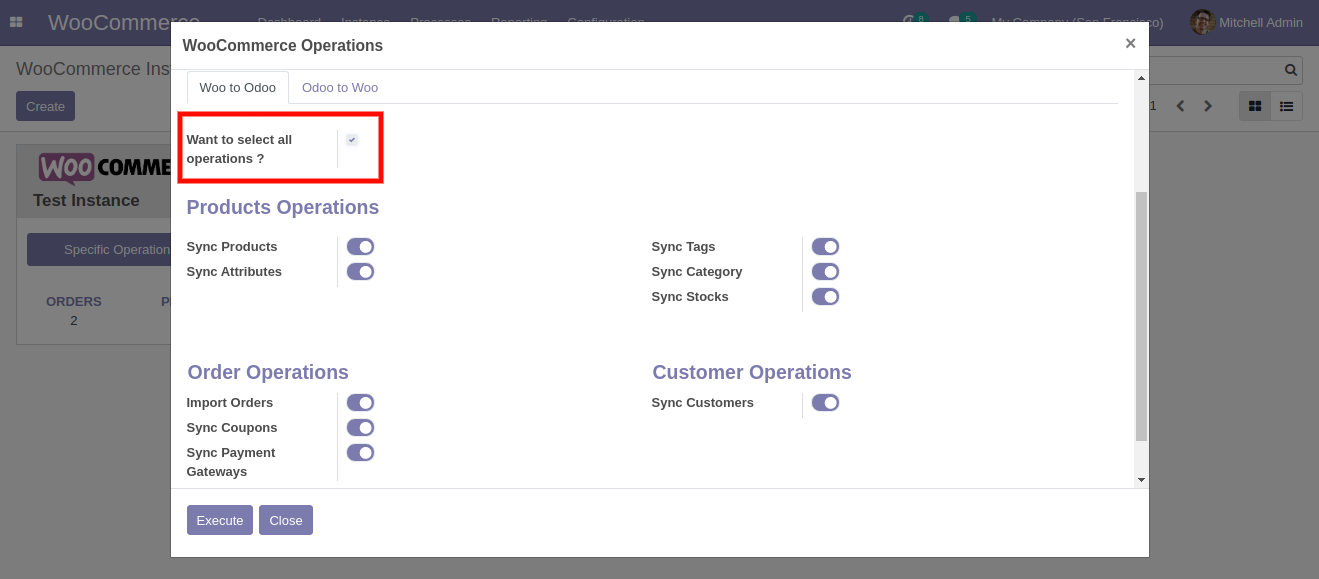 WooCommerce Dashboard Instance Processes Reporting Configuration 8 5 My Company (San Francisco) Mitchell Admin
WooCommerce Operations ×
WooCommerce Ins
Create
1
WOO COMME
Test Instance
Specific Operation
ORDERS P
2
Woo to Odoo Odoo to Woo
Want to select all
operations ?
Products Operations
Sync Products Sync Tags
Sync Attributes Sync Category
Sync Stocks
Order Operations Customer Operations
Import Orders Sync Customers
Sync Coupons
Sync Payment
Gateways
Execute Close